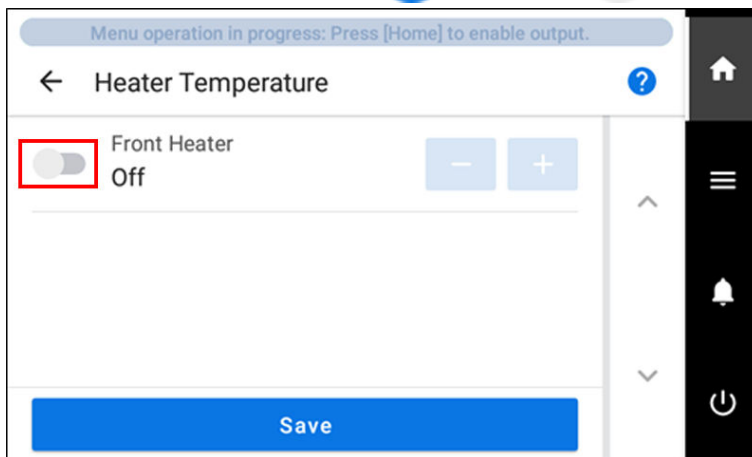 Menu operation in progress: Press [Home] to enable output.
Heater Temperature
Front Heater
Off
Save